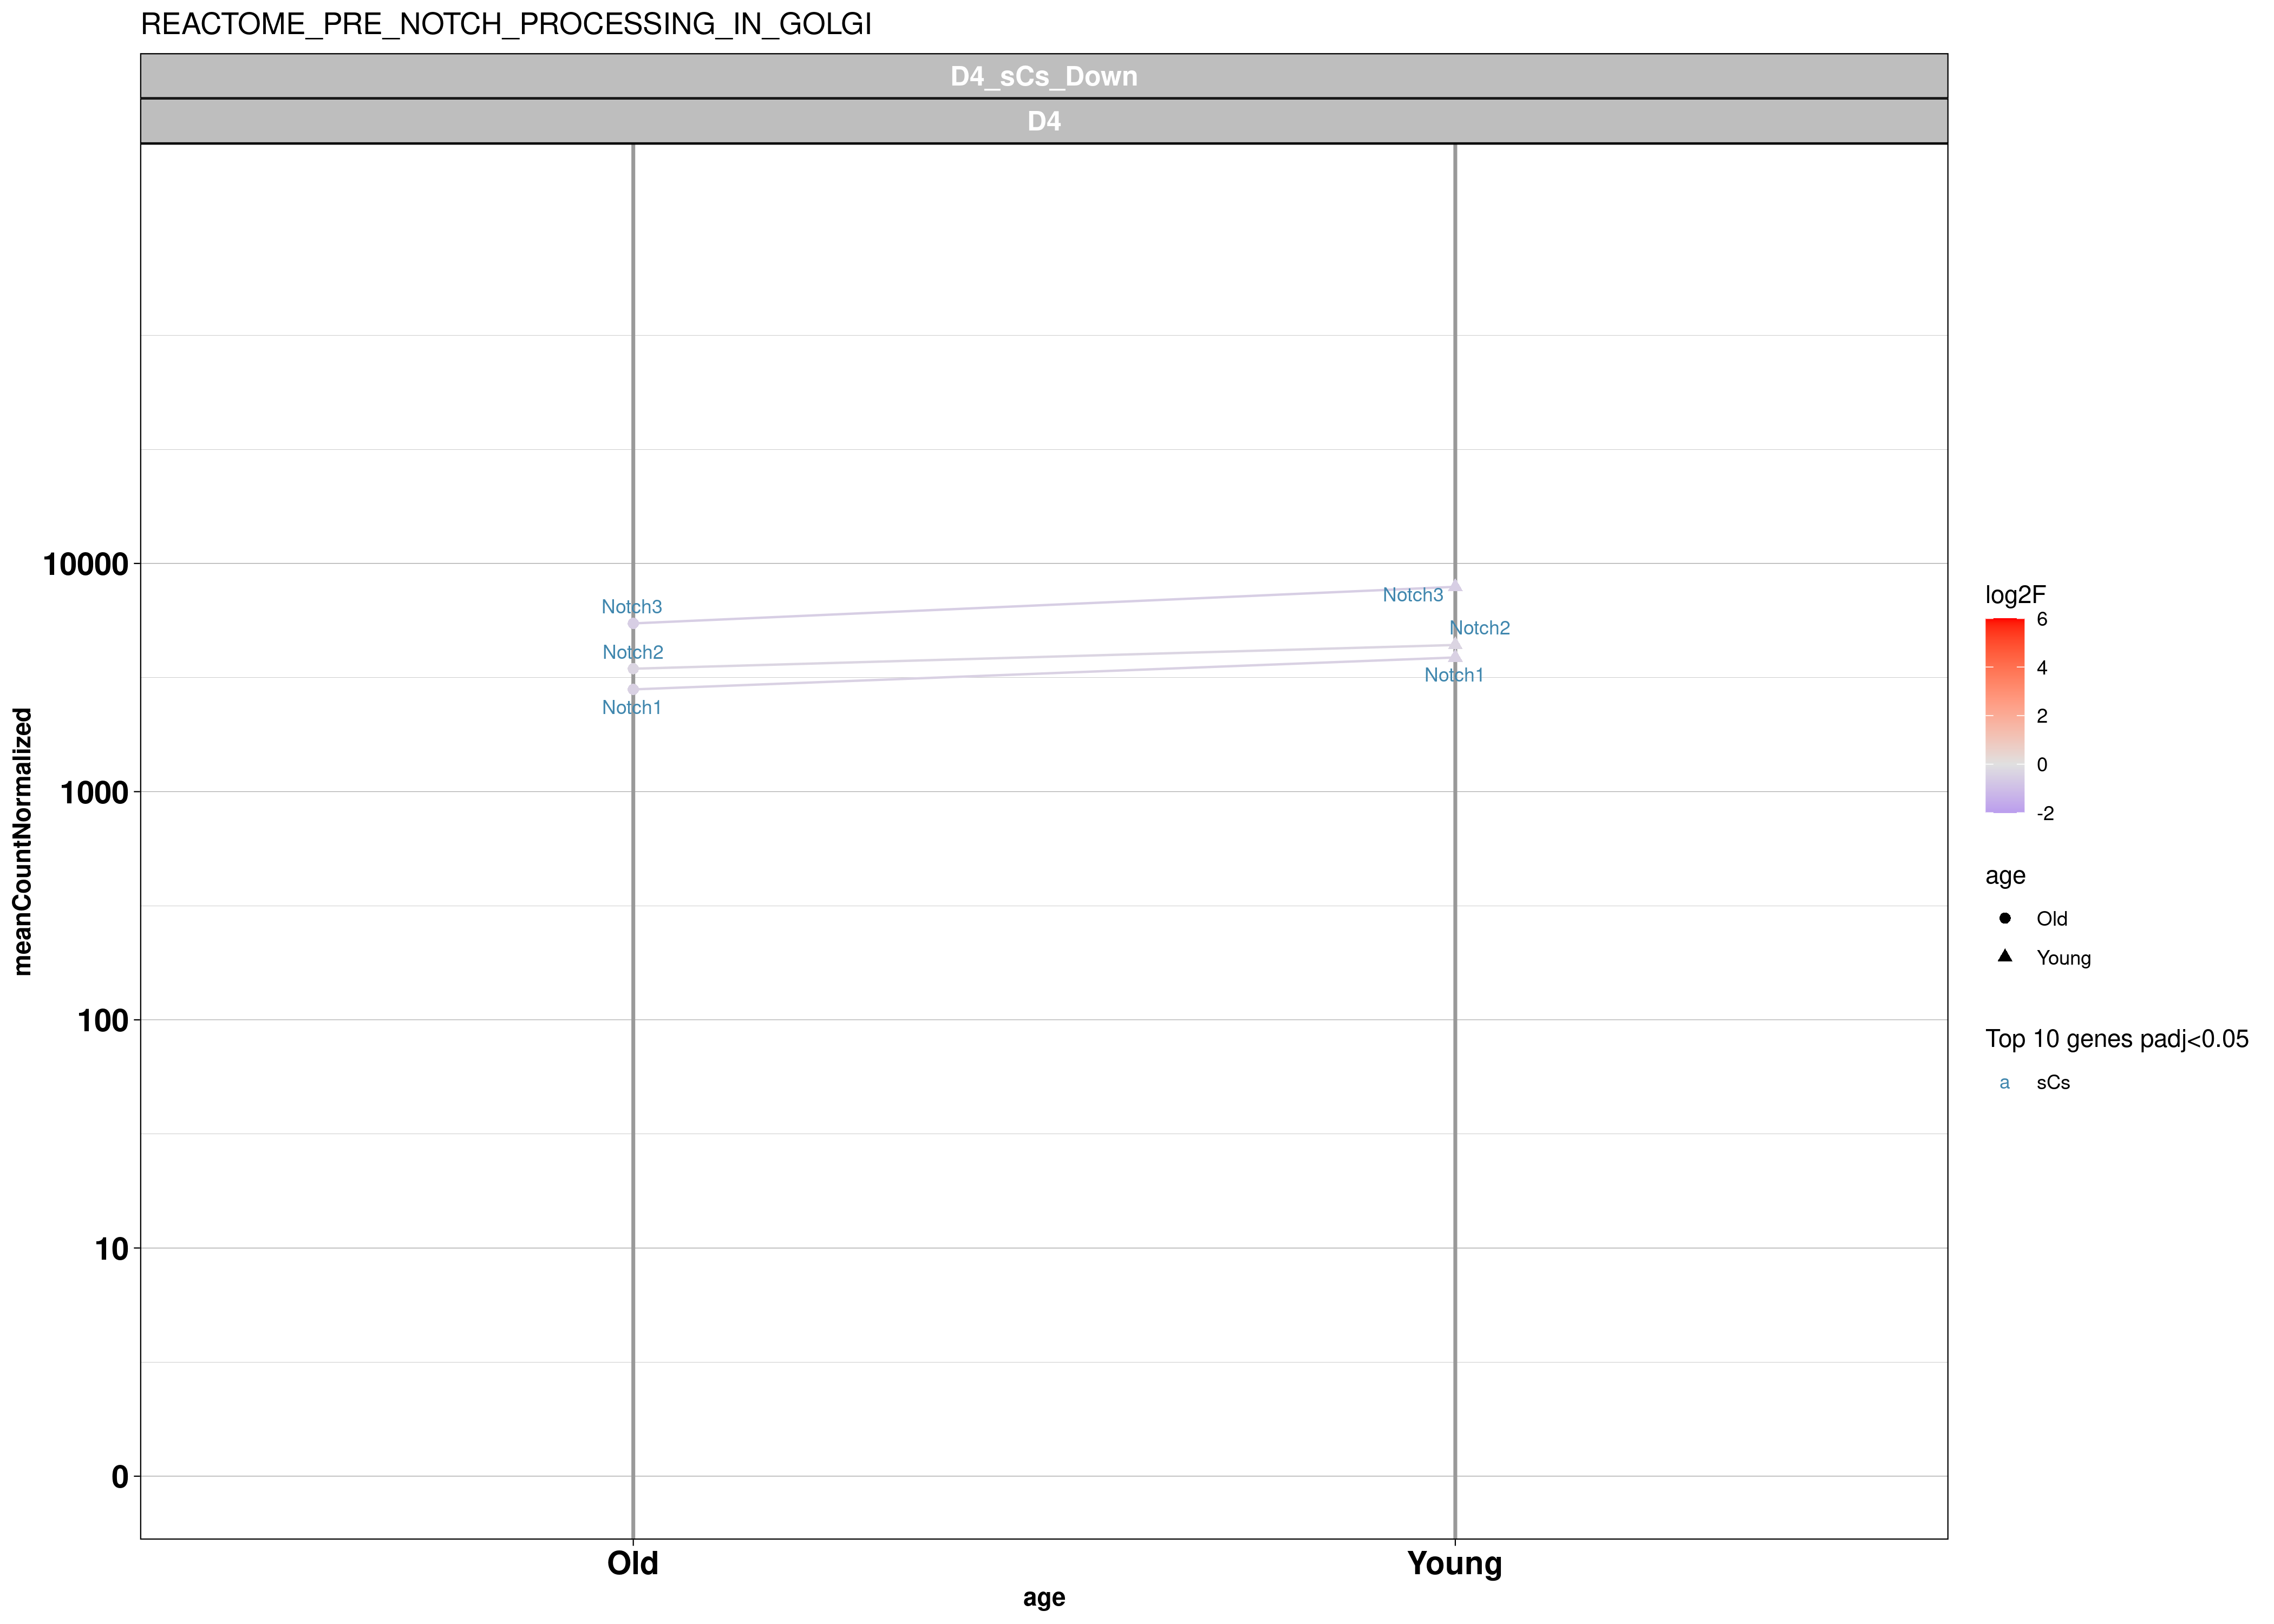 REACTOME_PRE_NOTCH_PROCESSING_IN_GOLGI
D4_sCs_Down
D4
meanCountNormalized
10000
1000
100
10
0
Notch3
Notch2
Notch1
Notch3
Notch2
Notch1
Old
Young
age
log2F
6
4
2
0
-2
age
Old
Young
Top 10 genes padj<0.05
a sCs